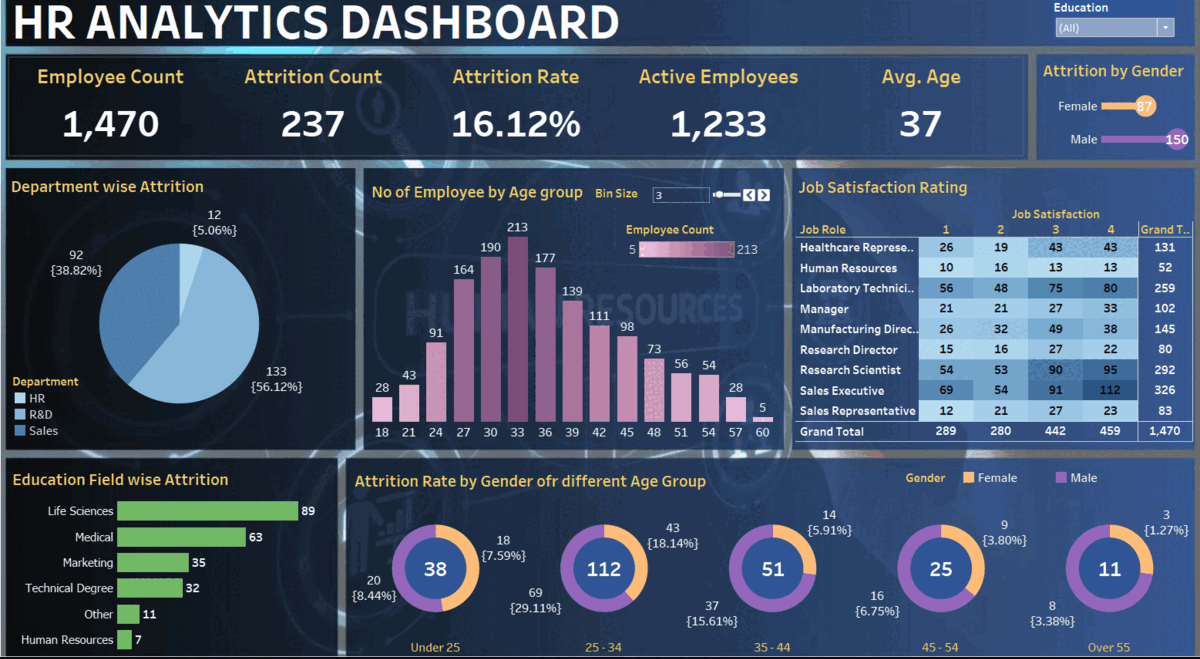 HR ANALYTICS DASHBOARD
Education
(All)
Employee Count
1,470
Attrition Count
237
Attrition Rate
16.12%
Active Employees
1,233
Avg. Age
37
Attrition by Gender
Female 87
Male 150
Department wise Attrition
12
{5.06%}
92
{38.82%}
133
{56.12%}
Department
HR
R&D
Sales
No of Employee by Age group
Bin Size 3
Employee Count
5 213
28 43 91 164 190 213 177 139 111 98 73 56 54 28 5
18 21 24 27 30 33 36 39 42 45 48 51 54 57 60
HUMAN RESOURCES
Job Satisfaction Rating
Job Satisfaction
Job Role 1 2 3 4 Grand T..
Healthcare Represe.. 26 19 43 43 131
Human Resources 10 16 13 13 52
Laboratory Technici.. 56 48 75 80 259
Manager 21 21 27 33 102
Manufacturing Direc.. 26 32 49 38 145
Research Director 15 16 27 22 80
Research Scientist 54 53 90 95 292
Sales Executive 69 54 91 112 326
Sales Representative 12 21 27 23 83
Grand Total 289 280 442 459 1,470
Education Field wise Attrition
Life Sciences 89
Medical 63
Marketing 35
Technical Degree 32
Other 11
Human Resources 7
Attrition Rate by Gender ofr different Age Group
Gender Female Male
38
18
{7.59%}
20
{8.44%}
Under 25
112
43
{18.14%}
69
{29.11%}
25 - 34
51
14
{5.91%}
37
{15.61%}
35 - 44
25
9
{3.80%}
16
{6.75%}
45 - 54
11
3
{1.27%}
8
{3.38%}
Over 55